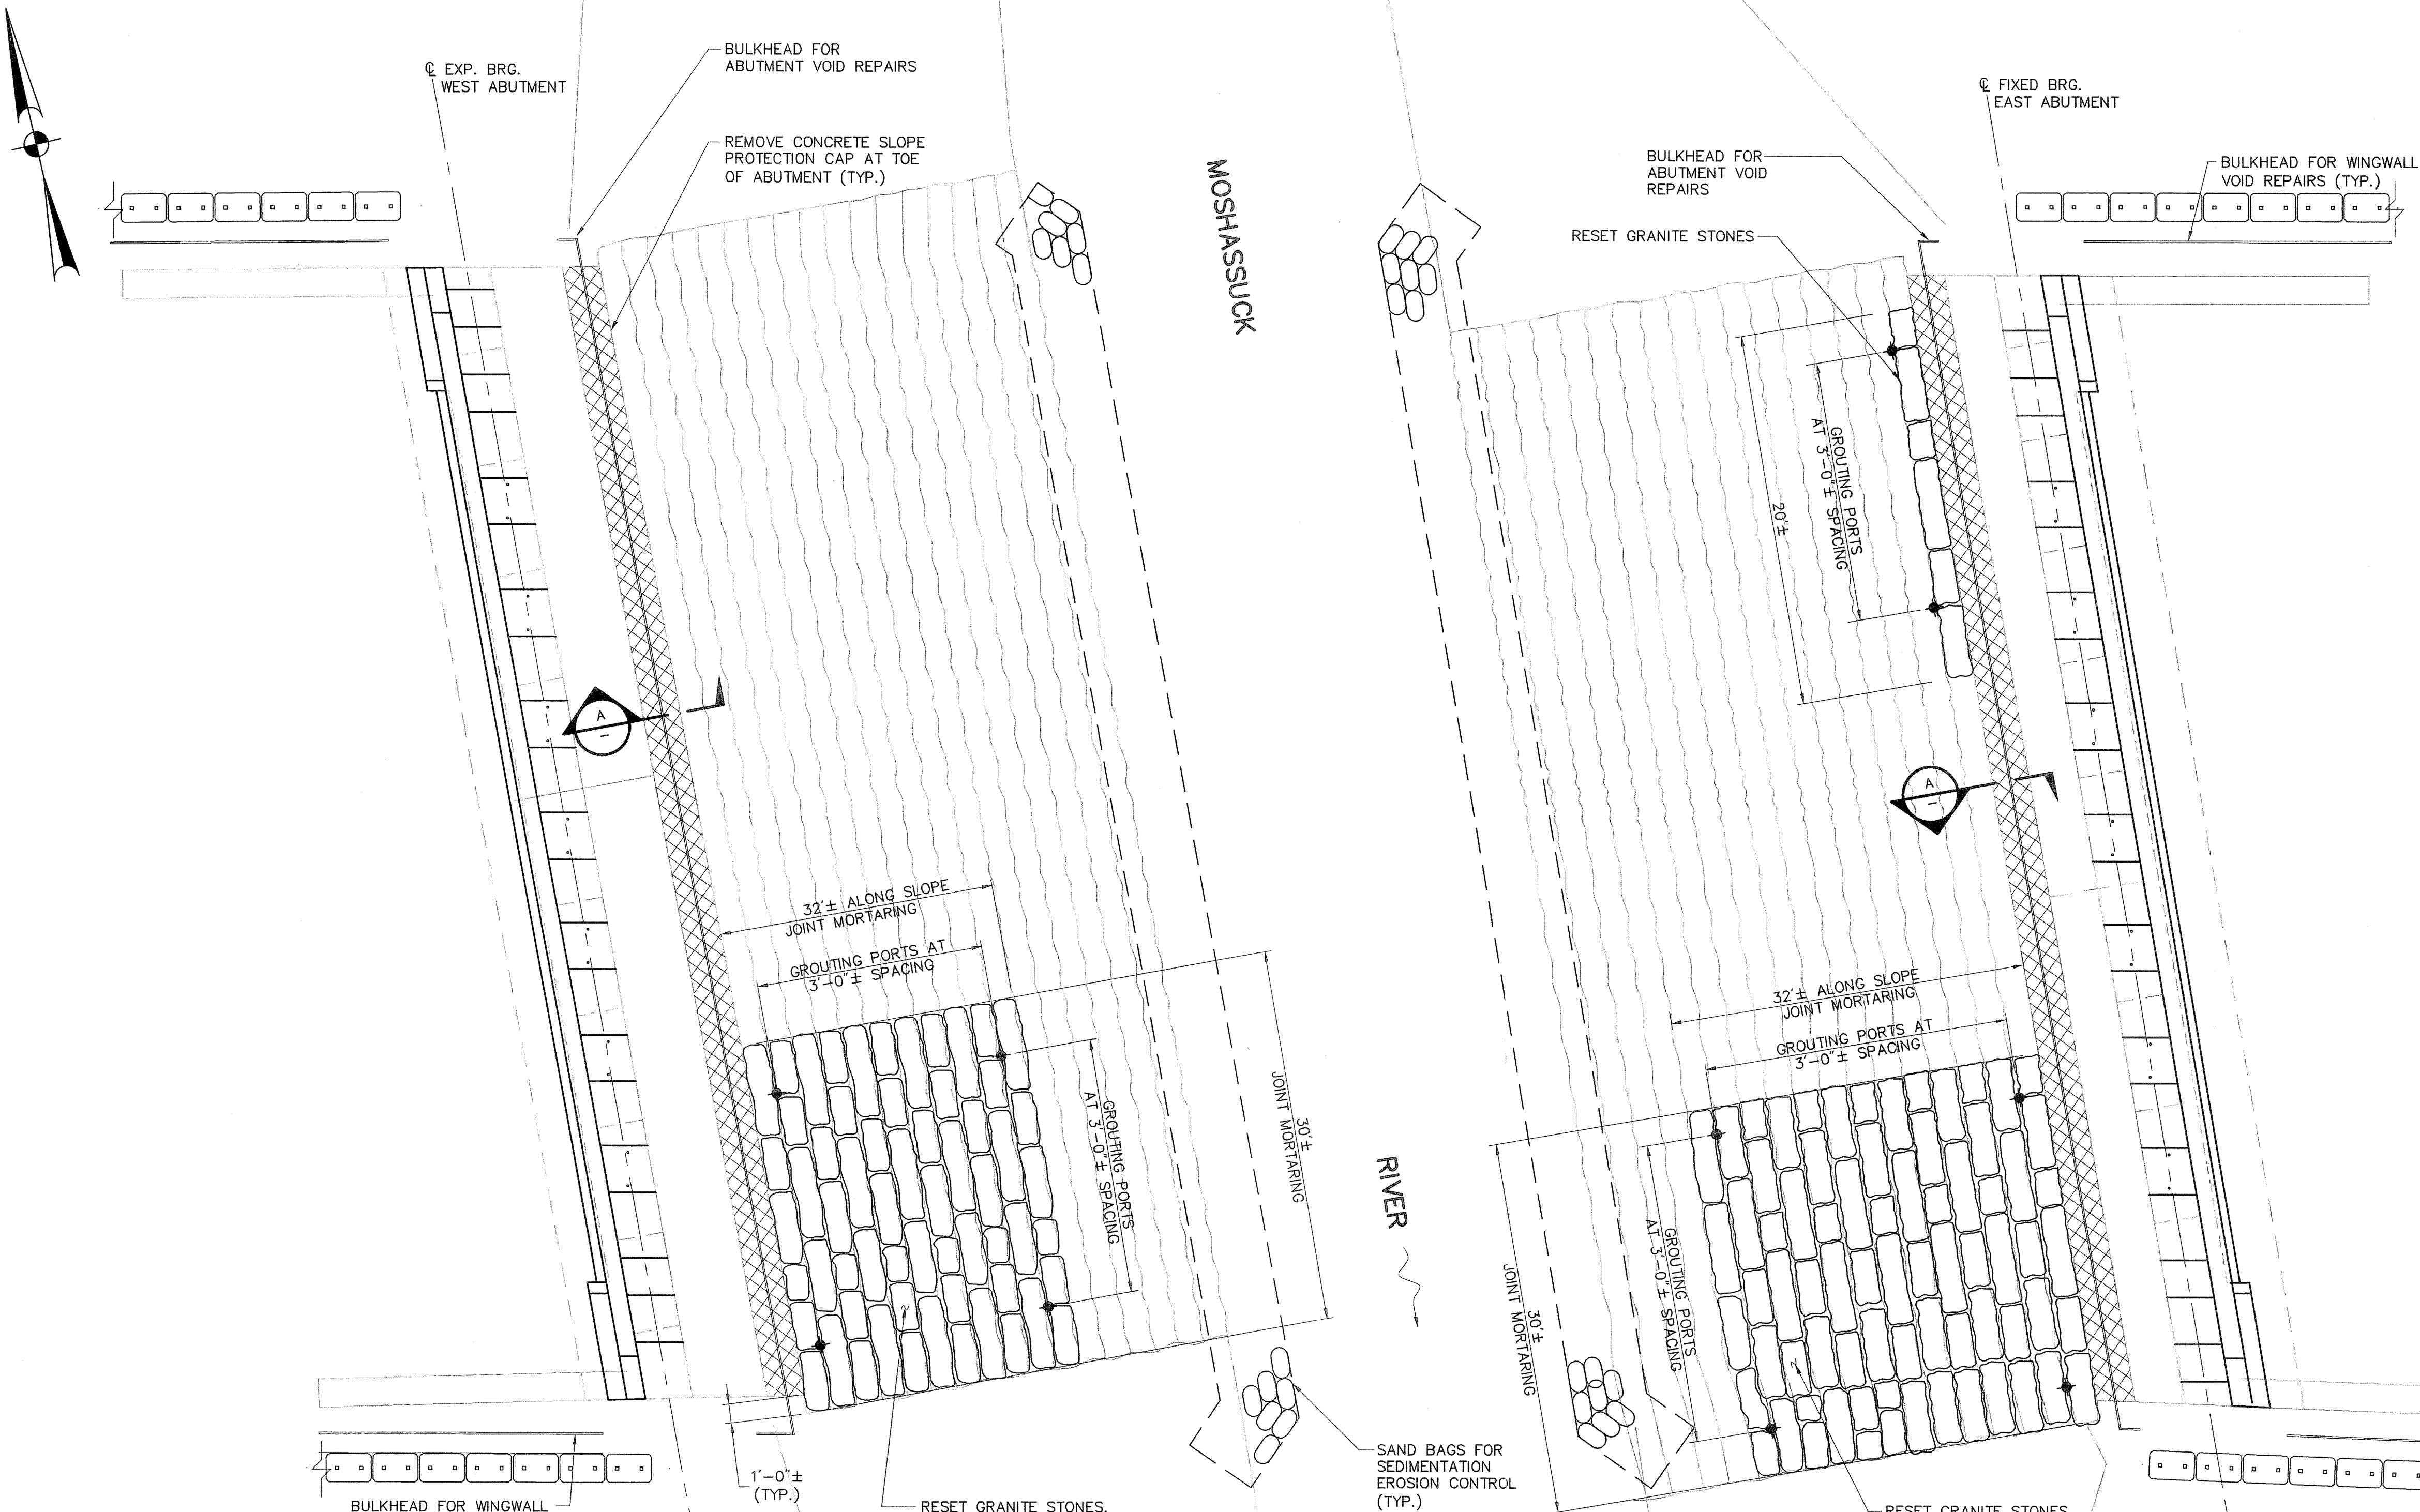 ℄ EXP. BRG.
WEST ABUTMENT
BULKHEAD FOR
ABUTMENT VOID REPAIRS
REMOVE CONCRETE SLOPE
PROTECTION CAP AT TOE
OF ABUTMENT (TYP.)
MOSHASSUCK
BULKHEAD FOR
ABUTMENT VOID
REPAIRS
RESET GRANITE STONES
℄ FIXED BRG.
EAST ABUTMENT
BULKHEAD FOR WINGWALL
VOID REPAIRS (TYP.)
GROUTING PORTS
AT 3'-0"± SPACING
20'±
A
–
A
–
32'± ALONG SLOPE
JOINT MORTARING
GROUTING PORTS AT
3'-0"± SPACING
GROUTING PORTS
AT 3'-0"± SPACING
30'±
JOINT MORTARING
RIVER
32'± ALONG SLOPE
JOINT MORTARING
GROUTING PORTS AT
3'-0"± SPACING
GROUTING PORTS
AT 3'-0"± SPACING
30'±
JOINT MORTARING
1'-0"±
(TYP.)
BULKHEAD FOR WINGWALL
RESET GRANITE STONES,
SAND BAGS FOR
SEDIMENTATION
EROSION CONTROL
(TYP.)
RESET GRANITE STONES